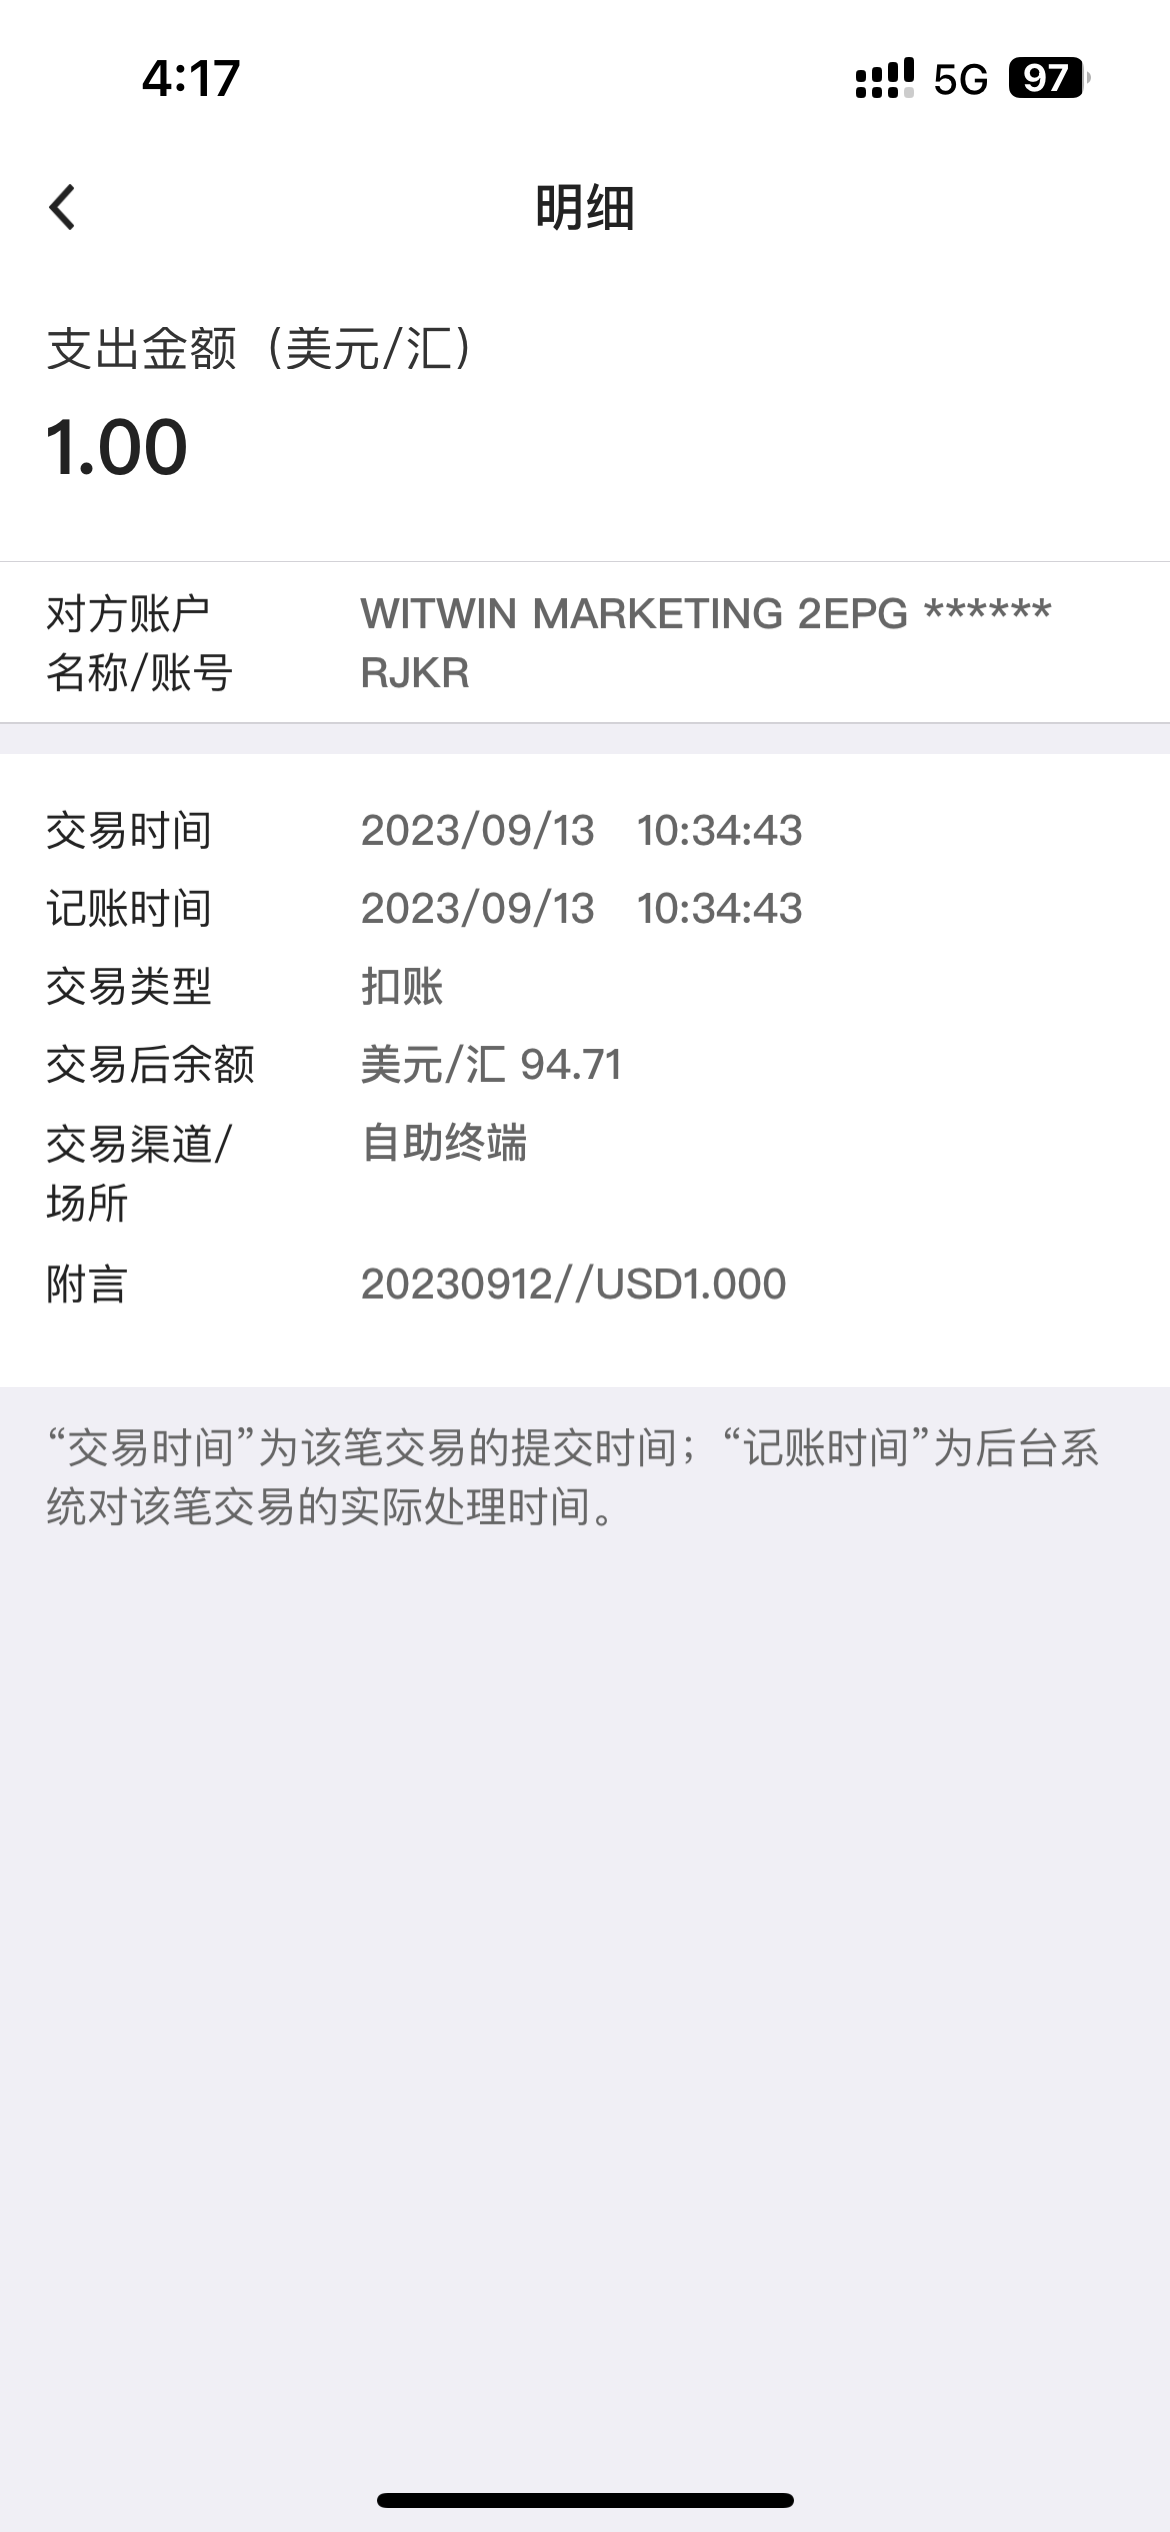 4:17 5G 97
明细
支出金额（美元/汇）
1.00
对方账户 WITWIN MARKETING 2EPG ******
名称/账号 RJKR
交易时间 2023/09/13 10:34:43
记账时间 2023/09/13 10:34:43
交易类型 扣账
交易后余额 美元/汇 94.71
交易渠道/ 自助终端
场所
附言 20230912//USD1.000
“交易时间”为该笔交易的提交时间；“记账时间”为后台系
统对该笔交易的实际处理时间。